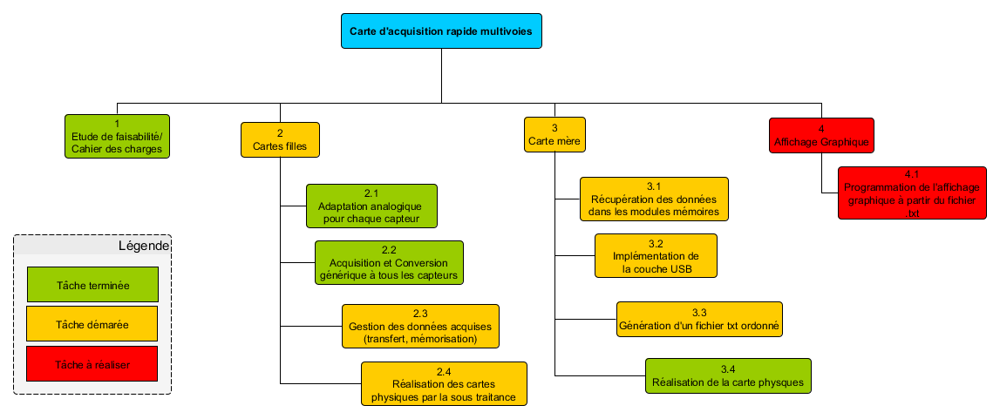 Carte d'acquisition rapide multivoies
1
Etude de faisabilité/
Cahier des charges
2
Cartes filles
2.1
Adaptation analogique
pour chaque capteur
2.2
Acquisition et Conversion
générique à tous les capteurs
2.3
Gestion des données acquises
(transfert, mémorisation)
2.4
Réalisation des cartes
physiques par la sous traitance
3
Carte mère
3.1
Récupération des données
dans les modules mémoires
3.2
Implémentation de
la couche USB
3.3
Génération d'un fichier txt ordonné
3.4
Réalisation de la carte physques
4
Affichage Graphique
4.1
Programmation de l'affichage
graphique à partir du fichier
.txt
Légende
Tâche terminée
Tâche démarée
Tâche à réaliser